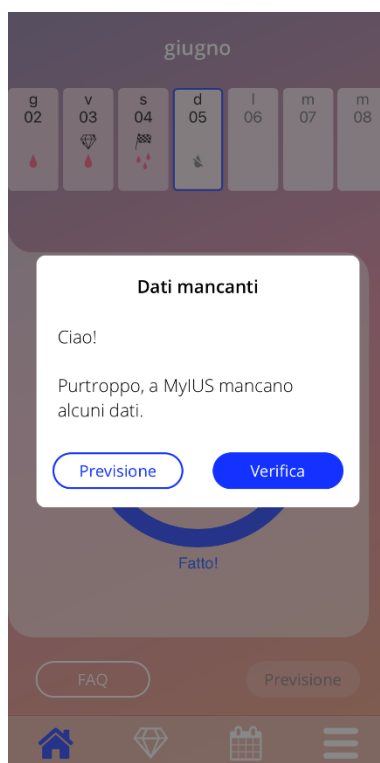 giugno
g v s d l m m
02 03 04 05 06 07 08
Dati mancanti
Ciao!
Purtroppo, a MyIUS mancano
alcuni dati.
Previsione Verifica
Fatto!
FAQ Previsione